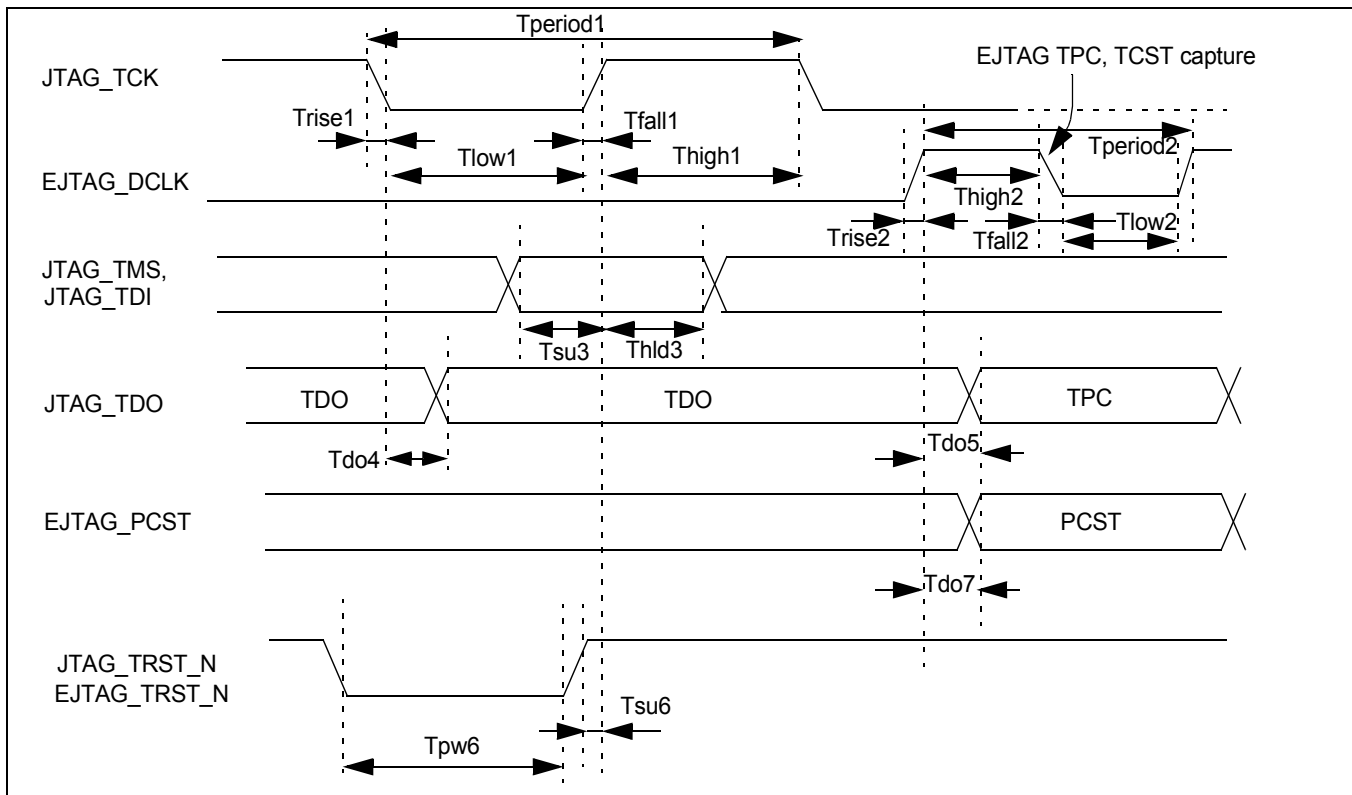 Tperiod1
EJTAG TPC, TCST capture
JTAG_TCK
Trise1
Tfall1
Tperiod2
Tlow1
Thigh1
EJTAG_DCLK
Thigh2
Trise2
Tfall2
Tlow2
JTAG_TMS,
JTAG_TDI
Tsu3
Thld3
JTAG_TDO
TDO
TDO
TPC
Tdo4
Tdo5
EJTAG_PCST
PCST
Tdo7
JTAG_TRST_N
EJTAG_TRST_N
Tsu6
Tpw6